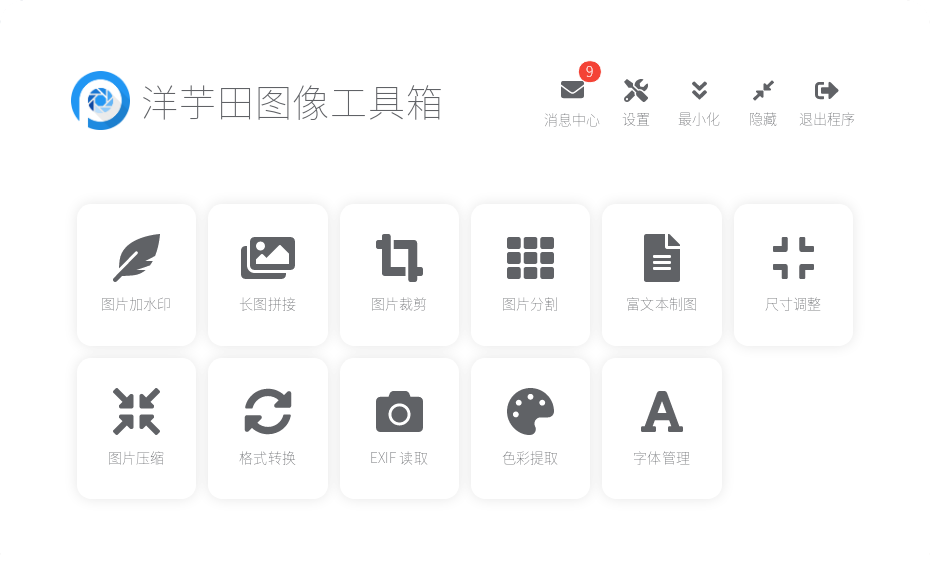 洋芋田图像工具箱
9
消息中心 设置 最小化 隐藏 退出程序
图片加水印 长图拼接 图片裁剪 图片分割 富文本制图 尺寸调整
图片压缩 格式转换 EXIF 读取 色彩提取 字体管理